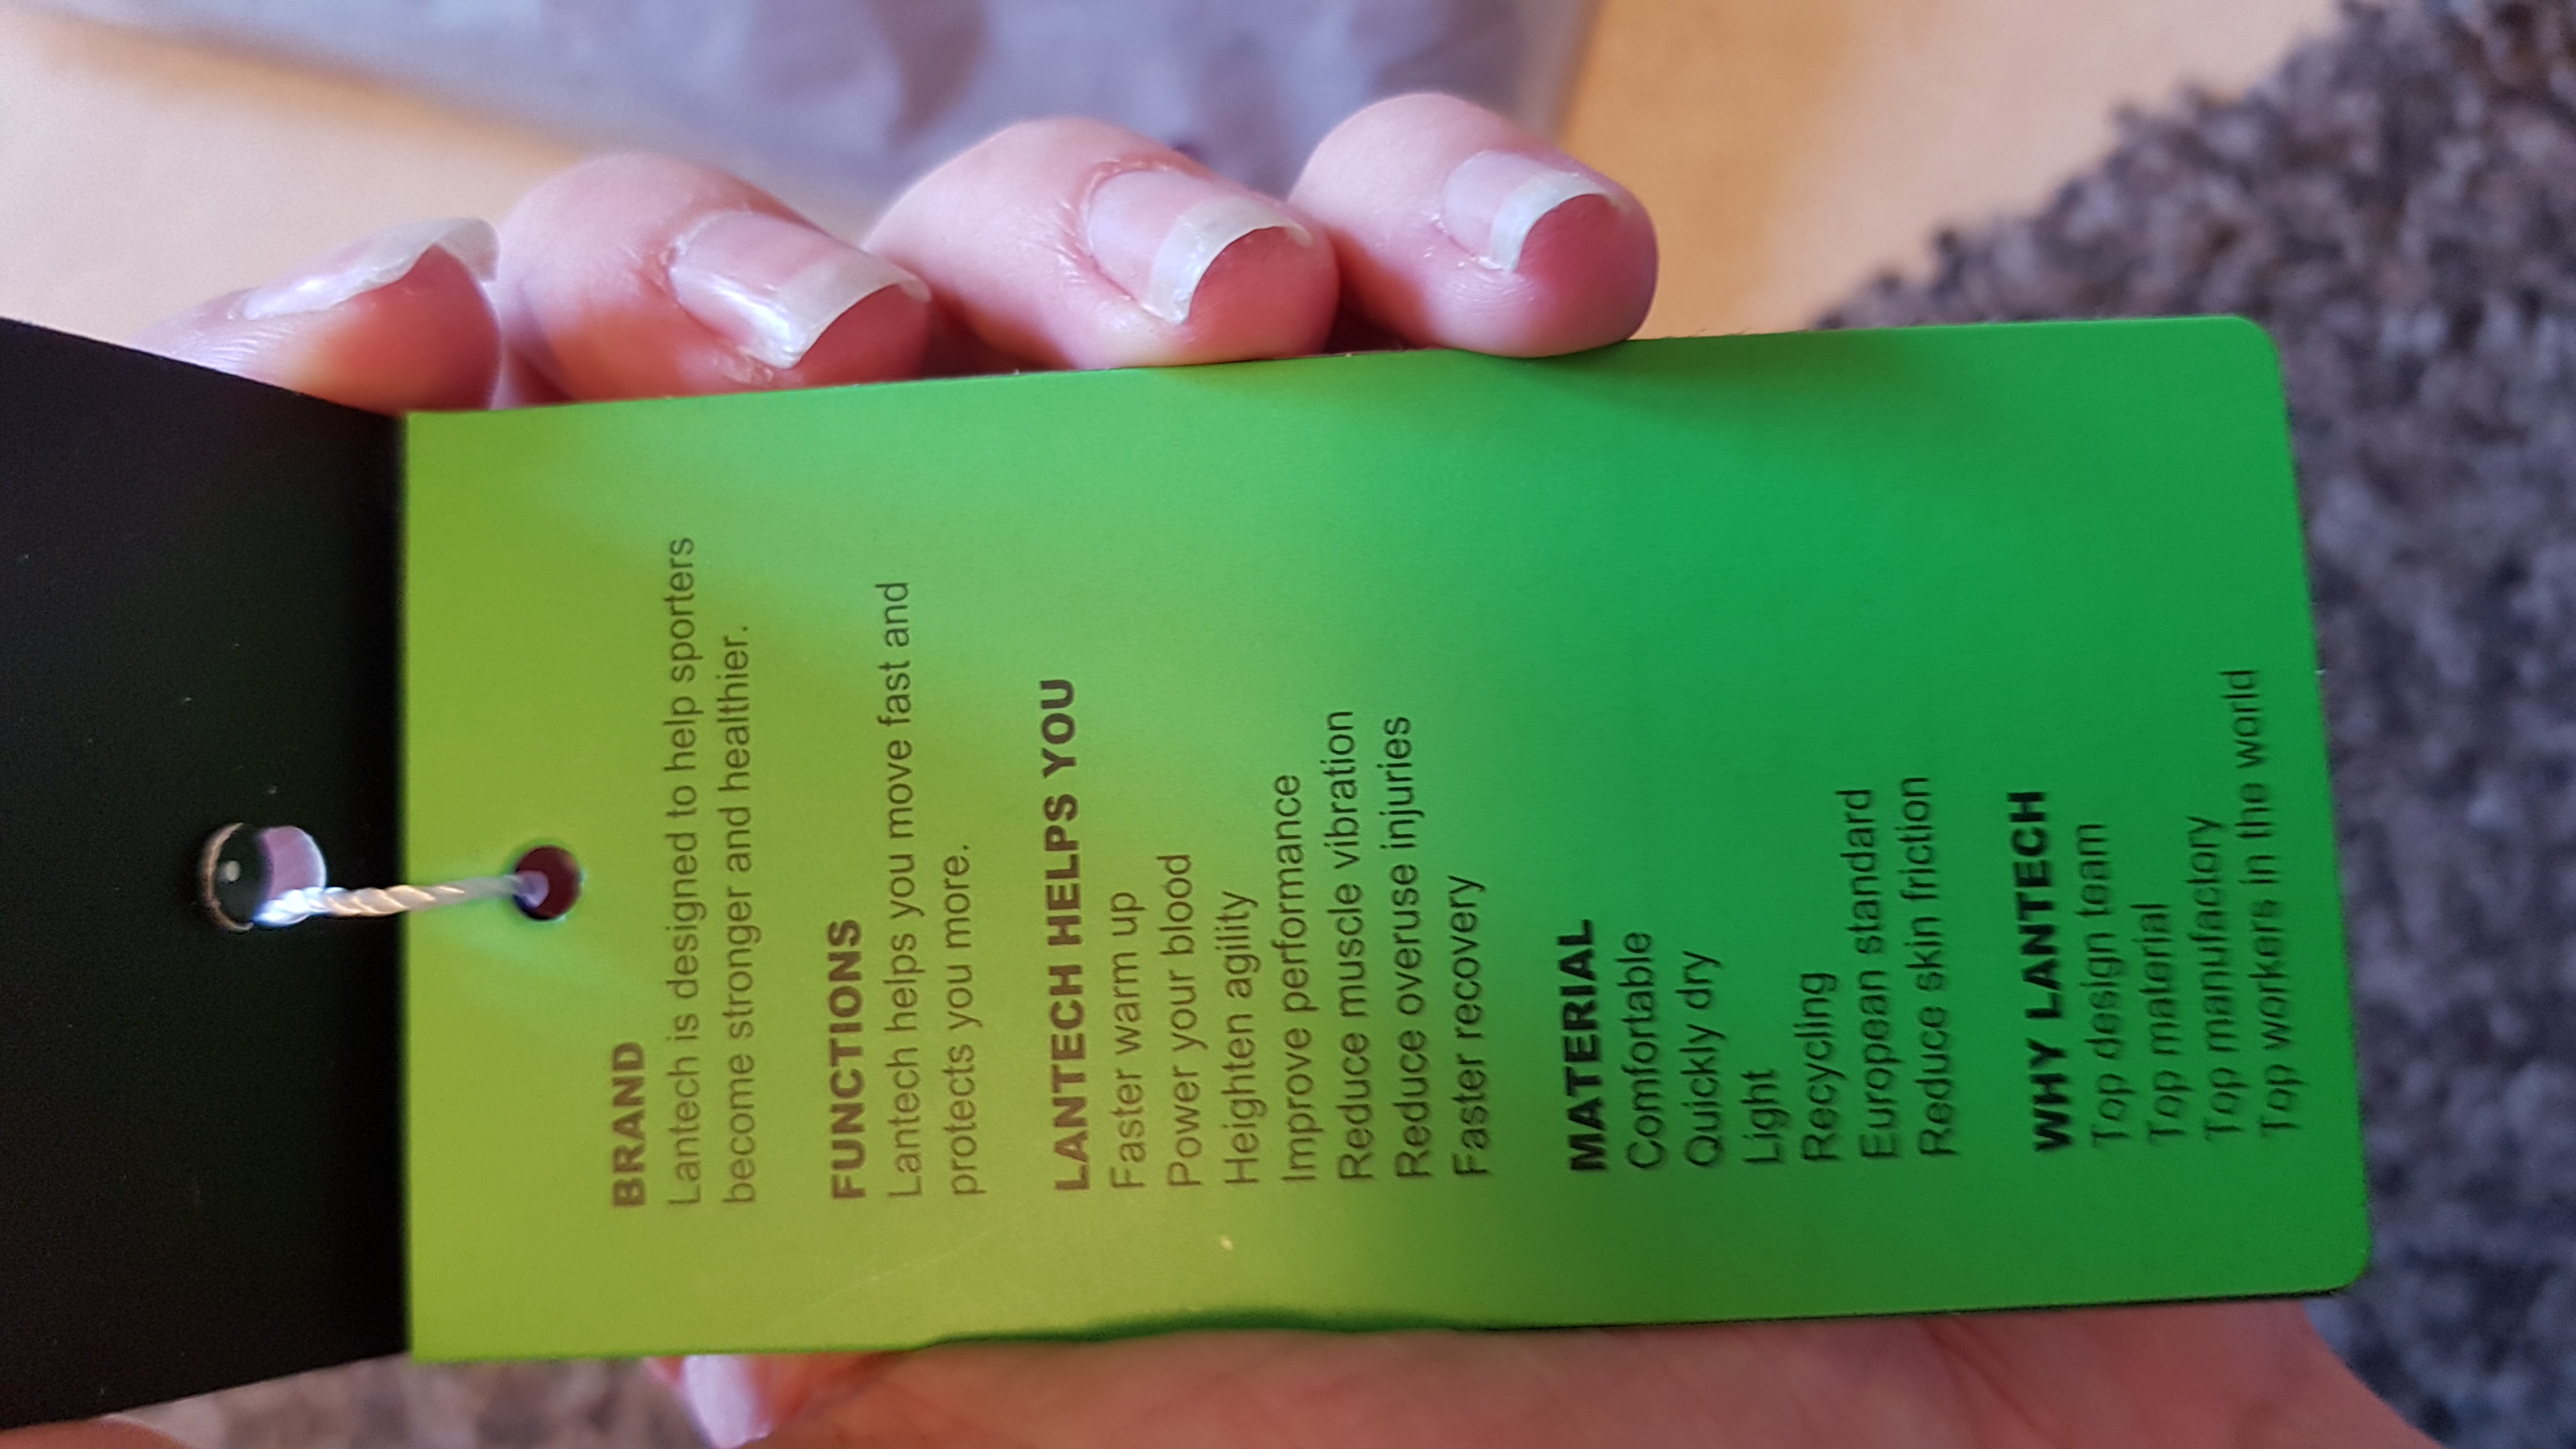 BRAND
Lantech is designed to help sporters
become stronger and healthier.
FUNCTIONS
Lantech helps you move fast and
protects you more.
LANTECH HELPS YOU
Faster warm up
Power your blood
Heighten agility
Improve performance
Reduce muscle vibration
Reduce overuse injuries
Faster recovery
MATERIAL
Comfortable
Quickly dry
Light
Recycling
European standard
Reduce skin friction
WHY LANTECH
Top design team
Top material
Top manufactory
Top workers in the world